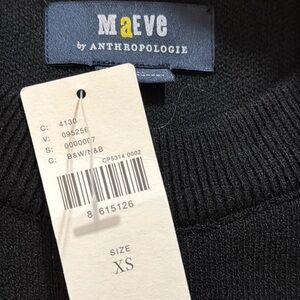 MaEVe
by ANTHROPOLOGIE
C: 4130
V: 095256
S: 0000007
C: B&W/N&B
CP5314 0002
8 615126
SIZE
XS